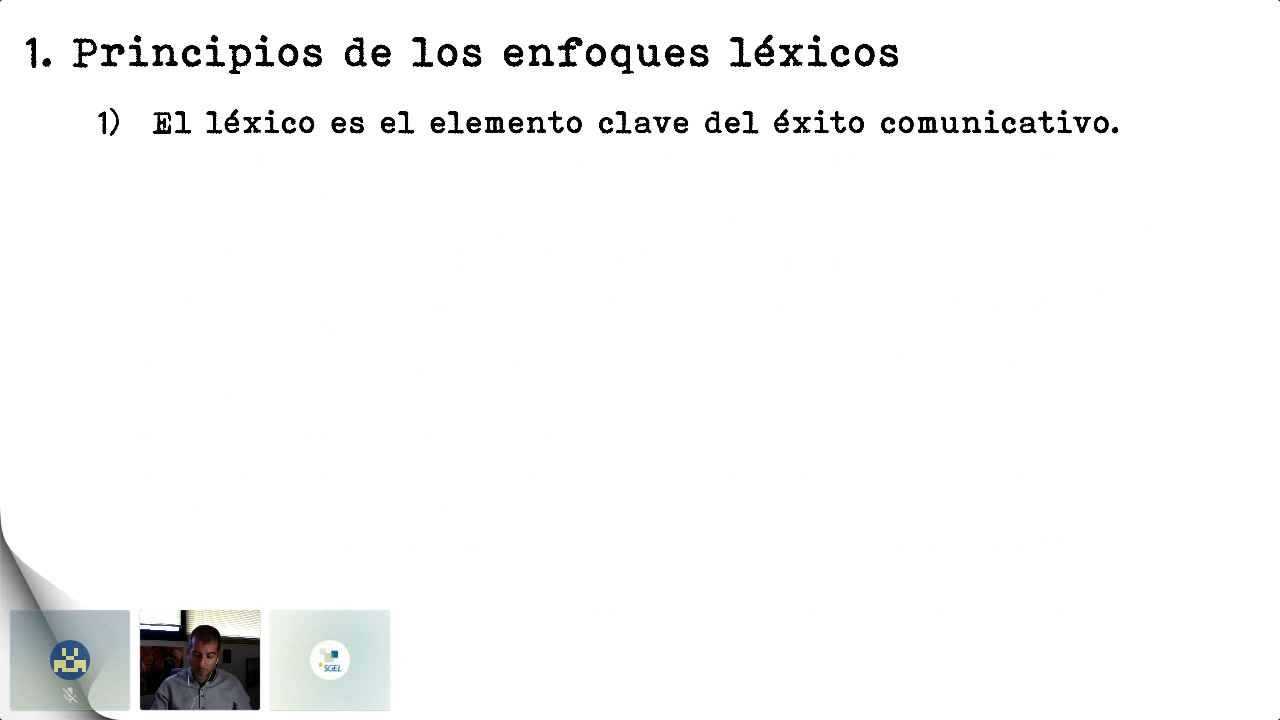 1. Principios de los enfoques léxicos
1) El léxico es el elemento clave del éxito comunicativo.
SGEL